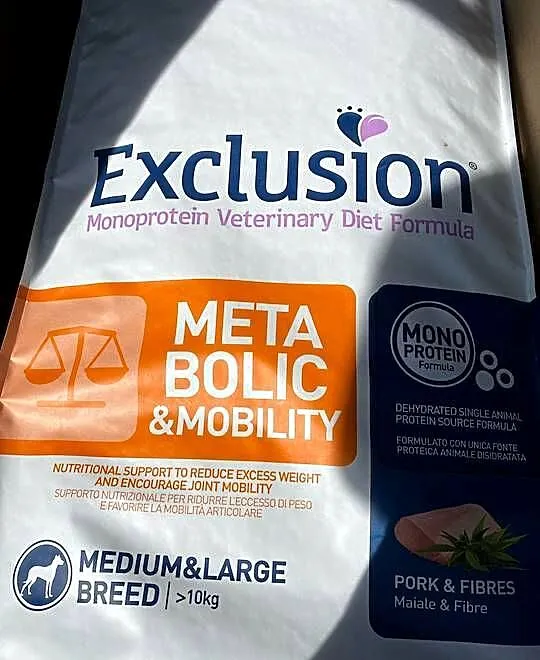 Exclusion®
Monoprotein Veterinary Diet Formula
META
BOLIC
&MOBILITY
NUTRITIONAL SUPPORT TO REDUCE EXCESS WEIGHT
AND ENCOURAGE JOINT MOBILITY
SUPPORTO NUTRIZIONALE PER RIDURRE L'ECCESSO DI PESO
E FAVORIRE LA MOBILITÀ ARTICOLARE
MEDIUM&LARGE
BREED | >10kg
MONO
PROTEIN
Formula
DEHYDRATED SINGLE ANIMAL
PROTEIN SOURCE FORMULA
FORMULATO CON UNICA FONTE
PROTEICA ANIMALE DISIDRATATA
PORK & FIBRES
Maiale & Fibre